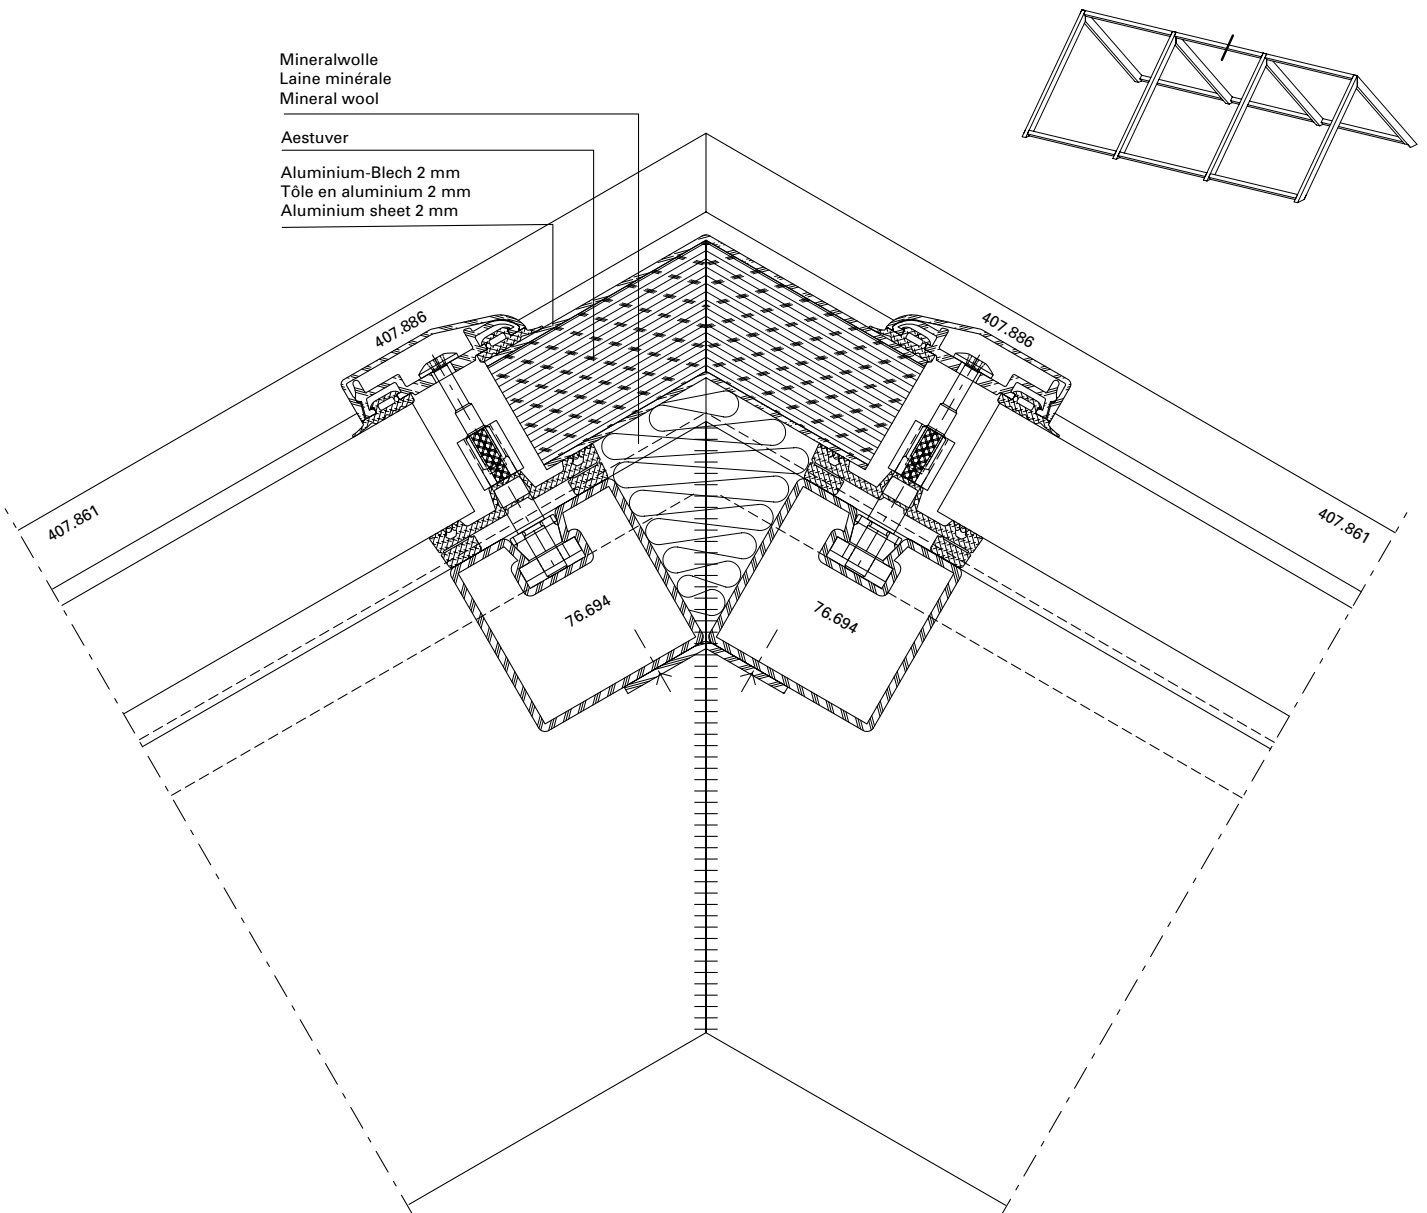 Mineralwolle
Laine minérale
Mineral wool
Aestuver
Aluminium-Blech 2 mm
Tôle en aluminium 2 mm
Aluminium sheet 2 mm
407.886
407.886
407.861
407.861
76.694
76.694